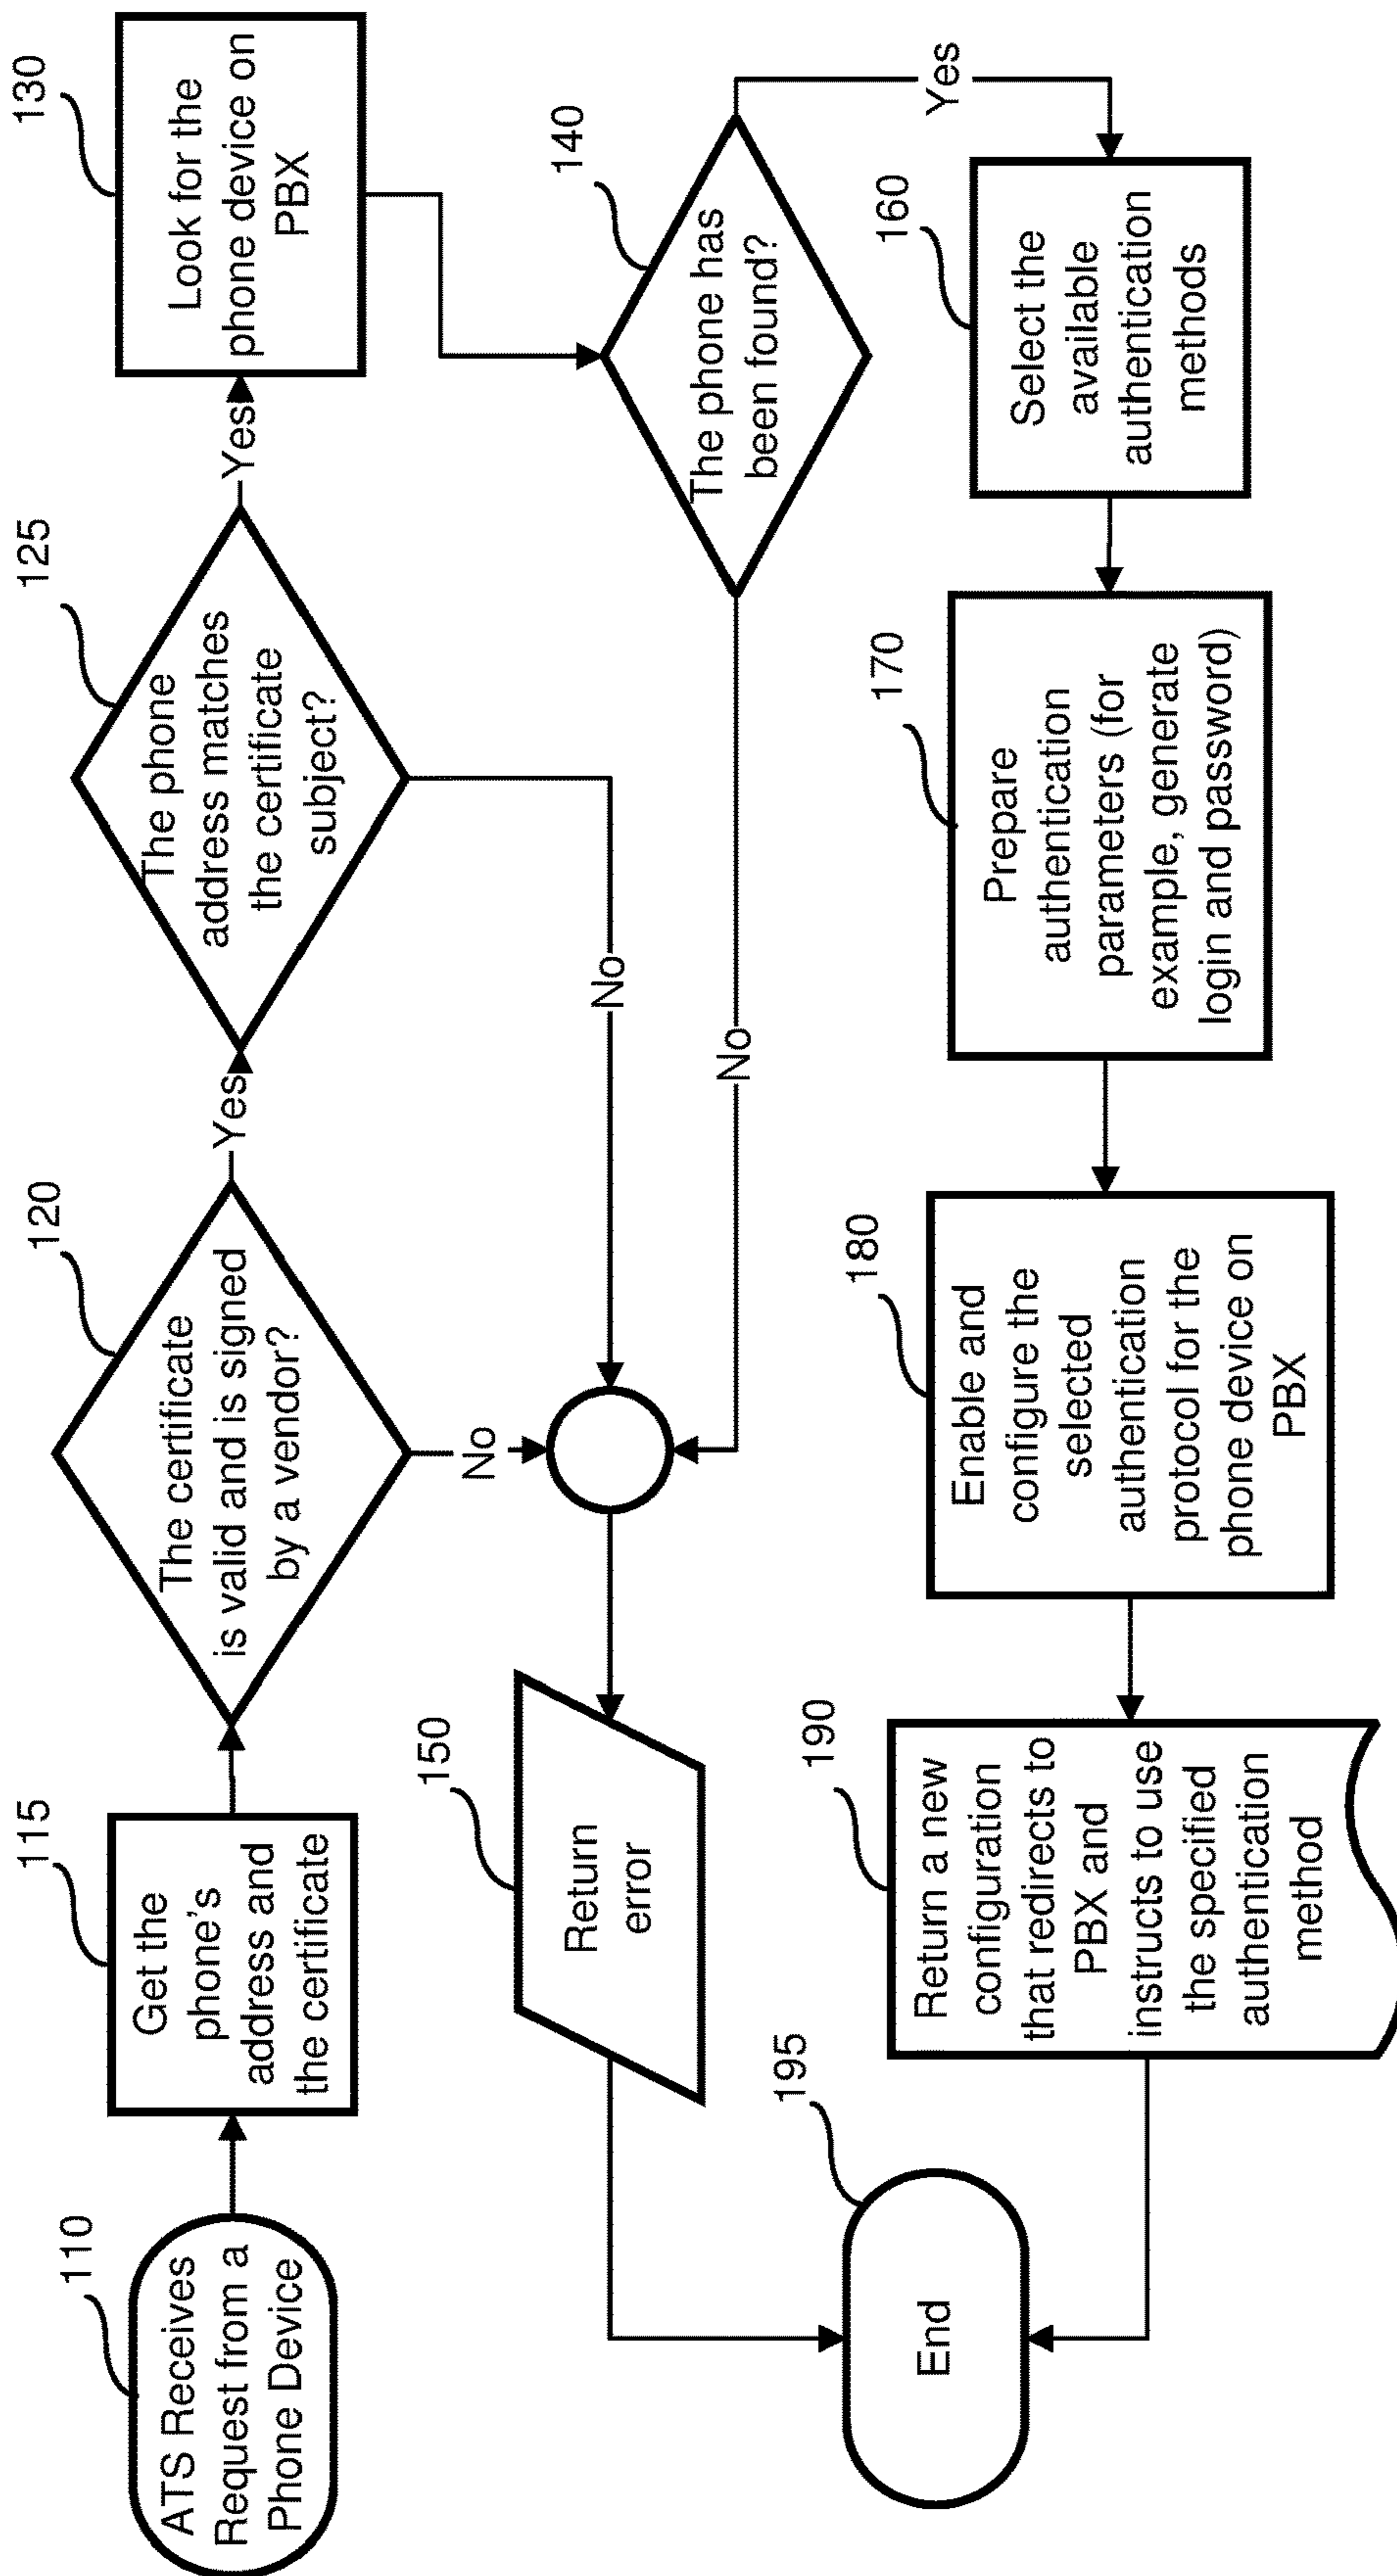 110
ATS Receives
Request from a
Phone Device
115
Get the
phone's
address and
the certificate
120
The certificate
is valid and is signed
by a vendor?
Yes
No
125
The phone
address matches
the certificate
subject?
Yes
No
130
Look for the
phone device on
PBX
140
The phone has
been found?
No
Yes
150
Return
error
160
Select the
available
authentication
methods
170
Prepare
authentication
parameters (for
example, generate
login and password)
180
Enable and
configure the
selected
authentication
protocol for the
phone device on
PBX
190
Return a new
configuration
that redirects to
PBX and
instructs to use
the specified
authentication
method
195
End